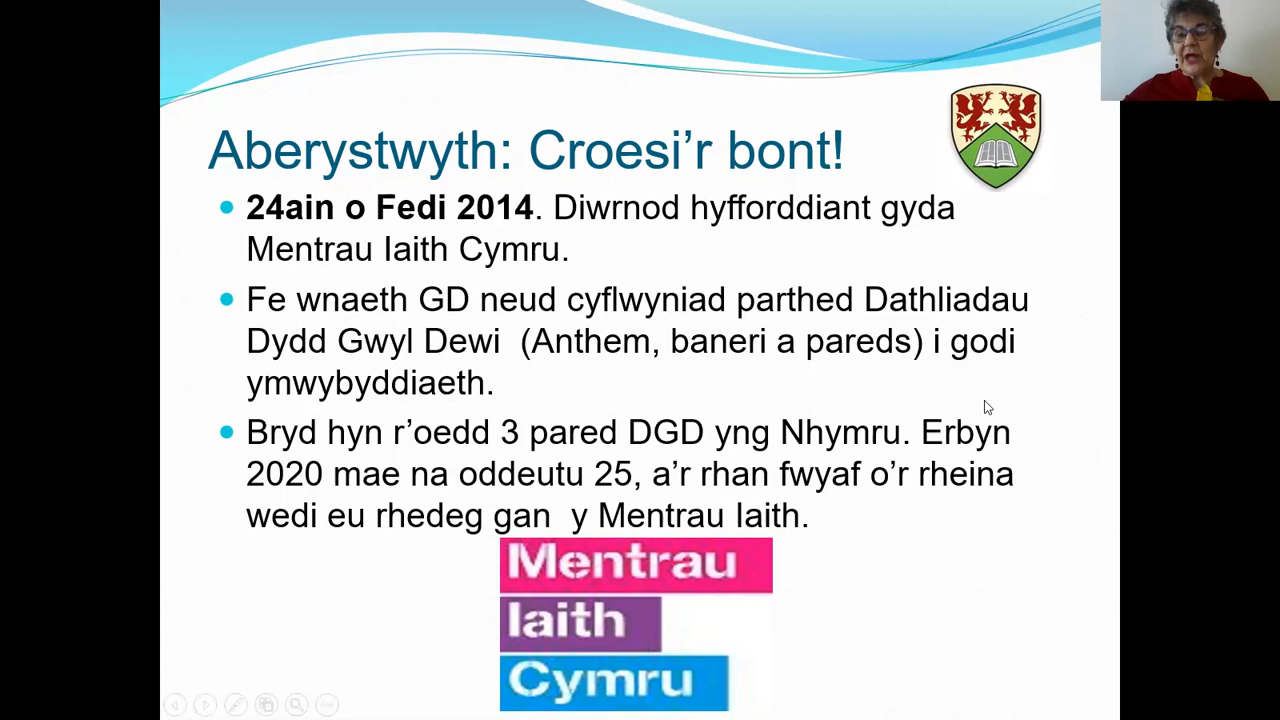 Aberystwyth: Croesi’r bont!
24ain o Fedi 2014. Diwrnod hyfforddiant gyda
Mentrau Iaith Cymru.
Fe wnaeth GD neud cyflwyniad parthed Dathliadau
Dydd Gwyl Dewi (Anthem, baneri a pareds) i godi
ymwybyddiaeth.
Bryd hyn r’oedd 3 pared DGD yng Nhymru. Erbyn
2020 mae na oddeutu 25, a’r rhan fwyaf o’r rheina
wedi eu rhedeg gan y Mentrau Iaith.
Mentrau
Iaith
Cymru